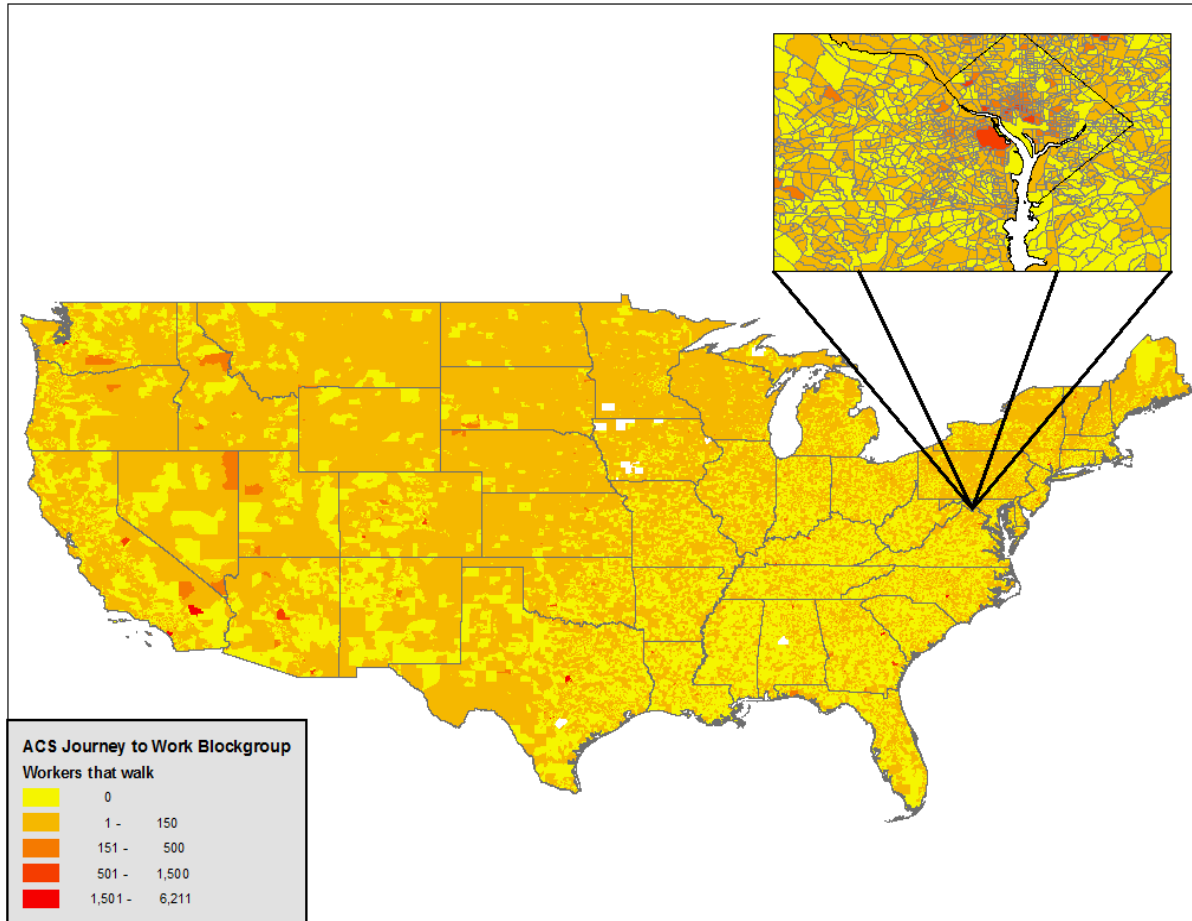 ACS Journey to Work Blockgroup
Workers that walk
0
1 - 150
151 - 500
501 - 1,500
1,501 - 6,211